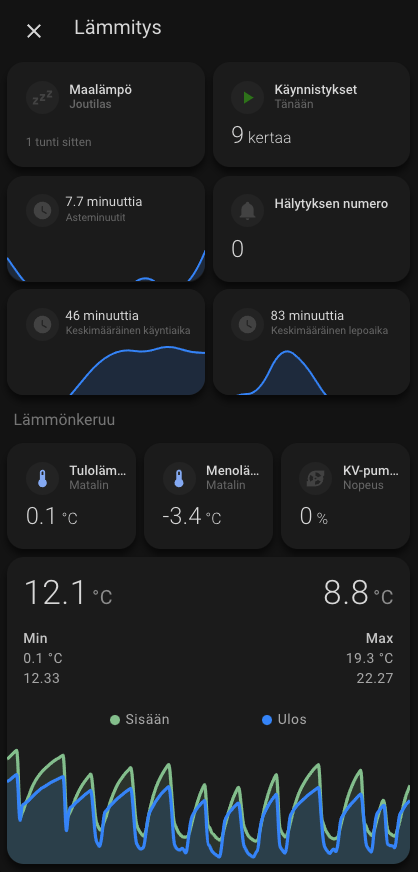 Lämmitys
Maalämpö
Joutilas
1 tunti sitten
Käynnistykset
Tänään
9 kertaa
7.7 minuuttia
Asteminuutit
Hälytyksen numero
0
46 minuuttia
Keskimääräinen käyntiaika
83 minuuttia
Keskimääräinen lepoaika
Lämmönkeruu
Tuloläm...
Matalin
0.1 °C
Menolä...
Matalin
-3.4 °C
KV-pum...
Nopeus
0 %
12.1 °C
8.8 °C
Min
0.1 °C
12.33
Max
19.3 °C
22.27
Sisään
Ulos